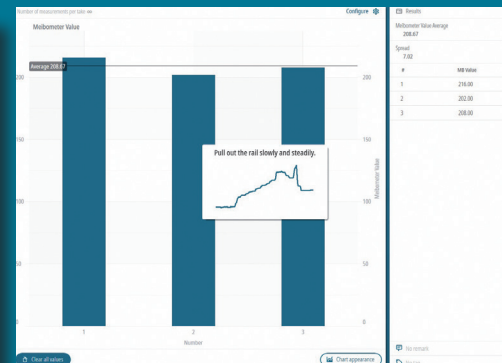 Number of measurements per case
Configure
Meibometer Value
Average 208.67
200
150
100
50
0
200
150
100
50
0
Meibometer Value
1
2
3
Number
Pull out the rail slowly and steadily.
Clear all values
Chart appearance
Results
Meibometer Value Average
208.67
Spread
7.02
# MB Value
1 216.00
2 202.00
3 208.00
No remark